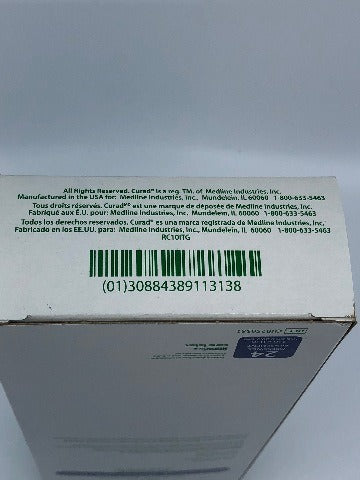 All Rights Reserved. Curad® is a reg. TM. of Medline Industries, Inc.
Manufactured in the USA for: Medline Industries, Inc., Mundelein, IL 60060 1-800-633-5463
Tous droits réservés. Curad® est une marque de déposée de Medline Industries, Inc.
Fabriqué aux É.U. pour: Medline Industries, Inc. Mundelein, IL 60060 1-800-633-5463
Todos los derechos reservados. Curad® es una marca registrada de Medline Industries, Inc.
Fabricado en los EE.UU. para: Medline Industries, Inc., Mundelein, IL 60060 1-800-633-5463
RC10ITG
(01)30884389113138
24